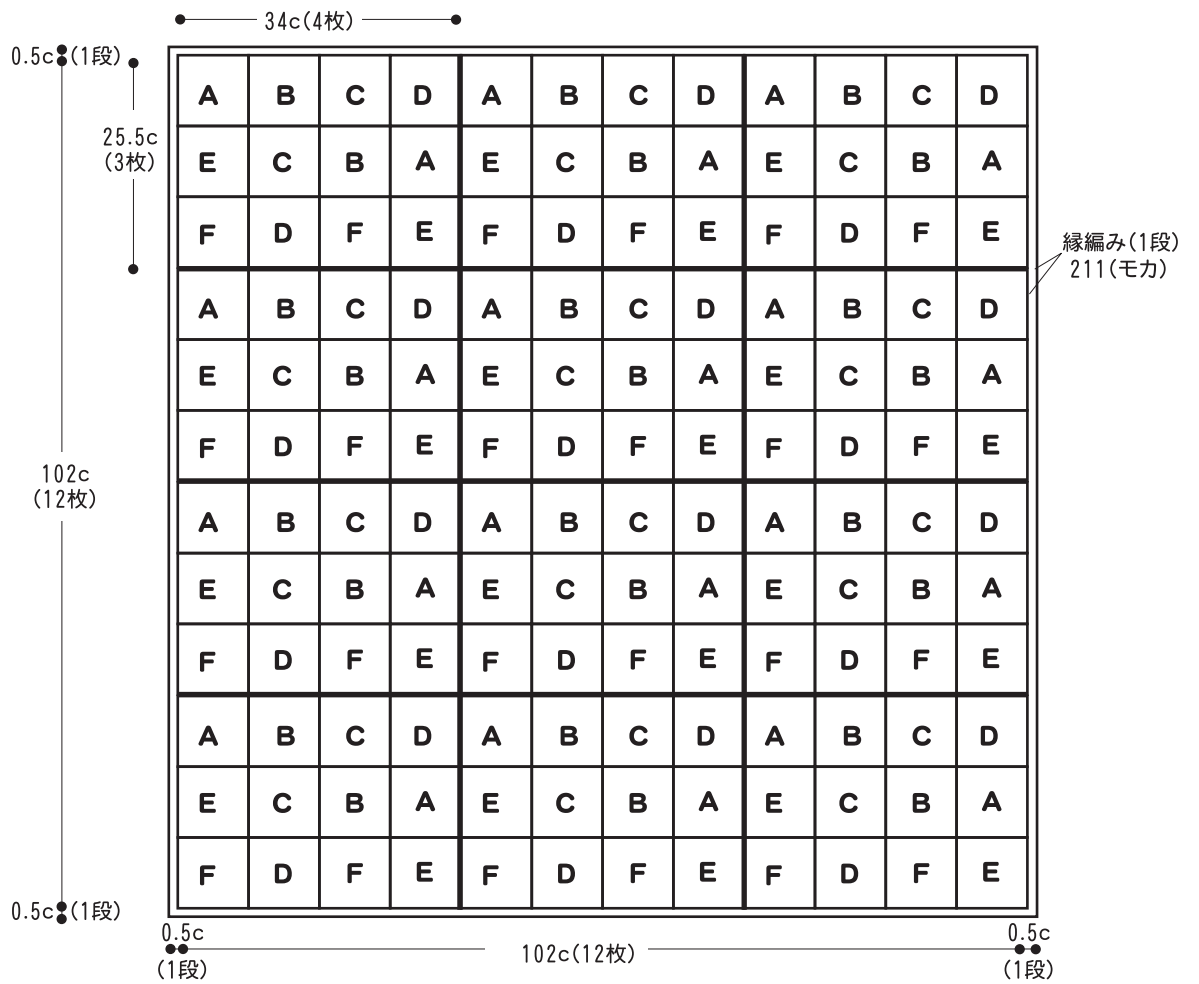 34c(4枚)
0.5c (1段)
A B C D A B C D A B C D
25.5c
(3枚)
E C B A E C B A E C B A
F D F E F D F E F D F E
縁編み(1段)
211(モカ)
A B C D A B C D A B C D
E C B A E C B A E C B A
F D F E F D F E F D F E
102c
(12枚)
A B C D A B C D A B C D
E C B A E C B A E C B A
F D F E F D F E F D F E
A B C D A B C D A B C D
E C B A E C B A E C B A
F D F E F D F E F D F E
0.5c (1段)
0.5c
(1段)
102c(12枚)
0.5c
(1段)